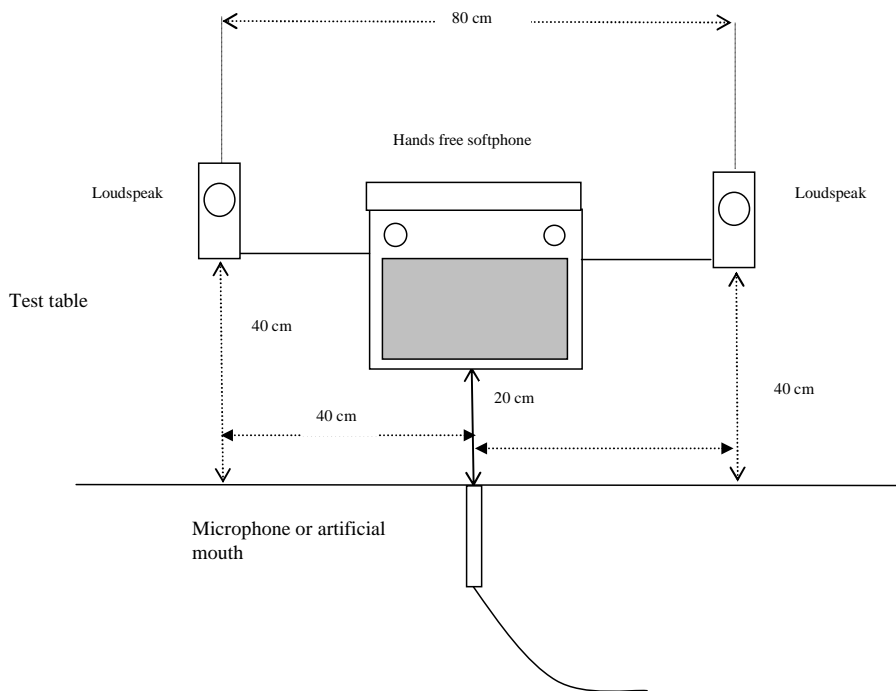 80 cm
Hands free softphone
Loudspeak
Loudspeak
Test table
40 cm
20 cm
40 cm
40 cm
Microphone or artificial
mouth